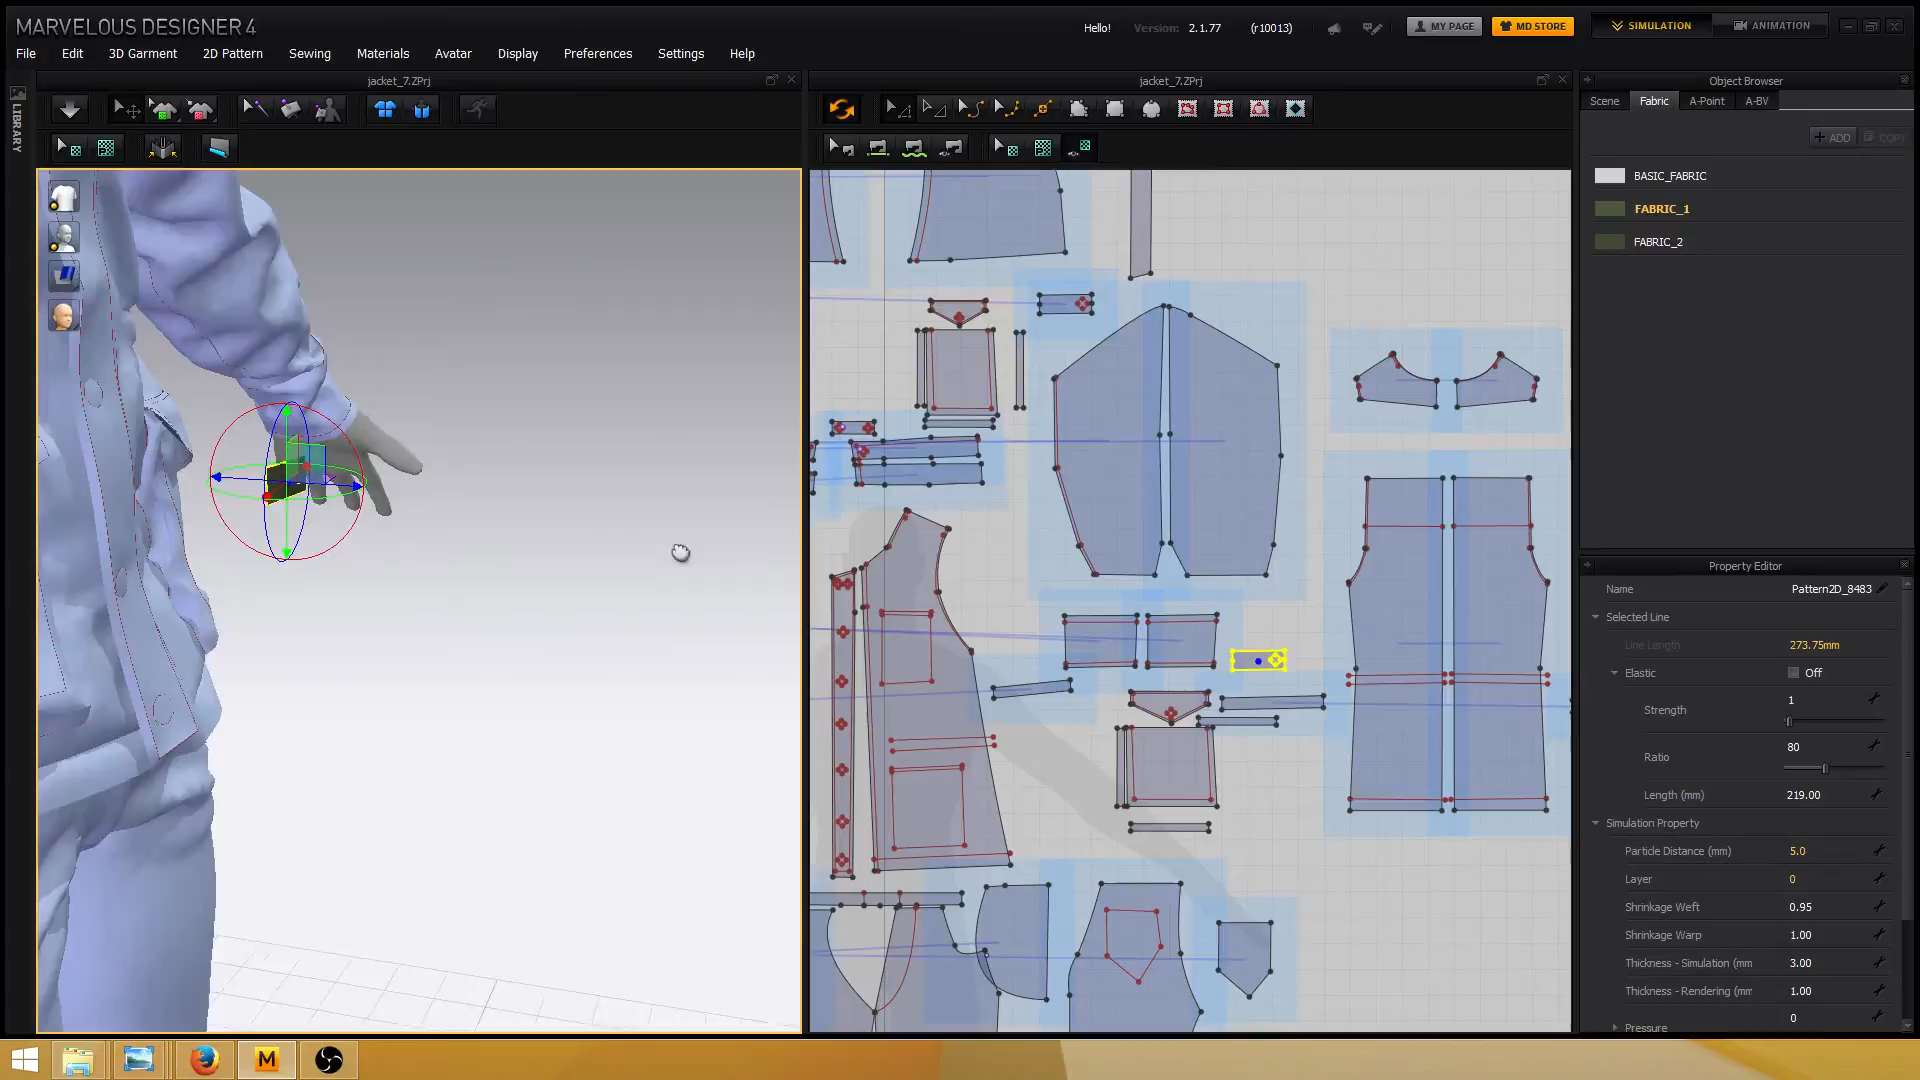 MARVELOUS DESIGNER 4
Hello!
Version: 2.1.77 (r10013)
MY PAGE
MD STORE
SIMULATION
ANIMATION
File Edit 3D Garment 2D Pattern Sewing Materials Avatar Display Preferences Settings Help
LIBRARY
jacket_7.ZPrj
jacket_7.ZPrj
Object Browser
Scene Fabric A-Point A-BV
+ ADD COPY
BASIC_FABRIC
FABRIC_1
FABRIC_2
Property Editor
Name Pattern2D_8483
Selected Line
Line Length 273.75mm
Elastic Off
Strength 1
Ratio 80
Length (mm) 219.00
Simulation Property
Particle Distance (mm) 5.0
Layer 0
Shrinkage Weft 0.95
Shrinkage Warp 1.00
Thickness - Simulation (mm 3.00
Thickness - Rendering (mm 1.00
Pressure 0
M